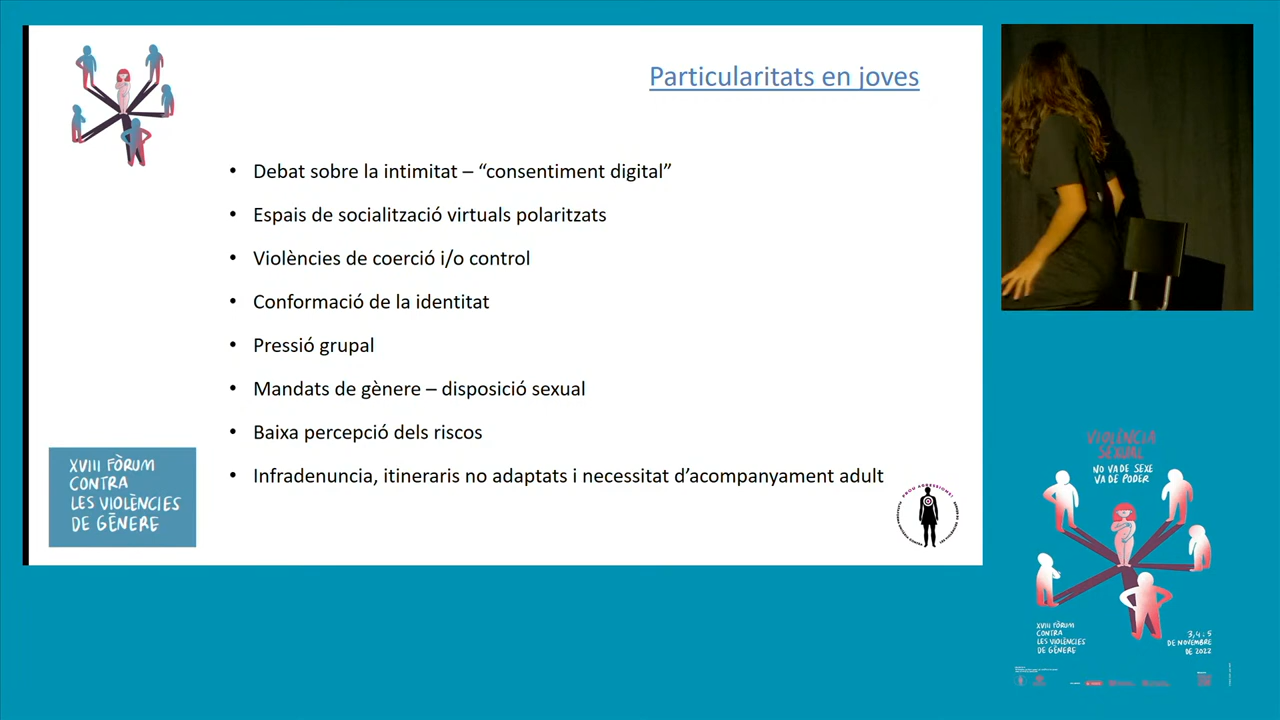 Particularitats en joves
• Debat sobre la intimitat – “consentiment digital”
• Espais de socialització virtuals polaritzats
• Violències de coerció i/o control
• Conformació de la identitat
• Pressió grupal
• Mandats de gènere – disposició sexual
• Baixa percepció dels riscos
• Infradenuncia, itineraris no adaptats i necessitat d’acompanyament adult
XVIII FÒRUM
CONTRA
LES VIOLÈNCIES
DE GÈNERE
PROU AGRESSIONS!
VIOLÈNCIA
SEXUAL
NO VA DE SEXE
VA DE PODER
XVIII FÒRUM
CONTRA
LES VIOLÈNCIES
DE GÈNERE
3, 4 i 5
DE NOVEMBRE
DE 2022